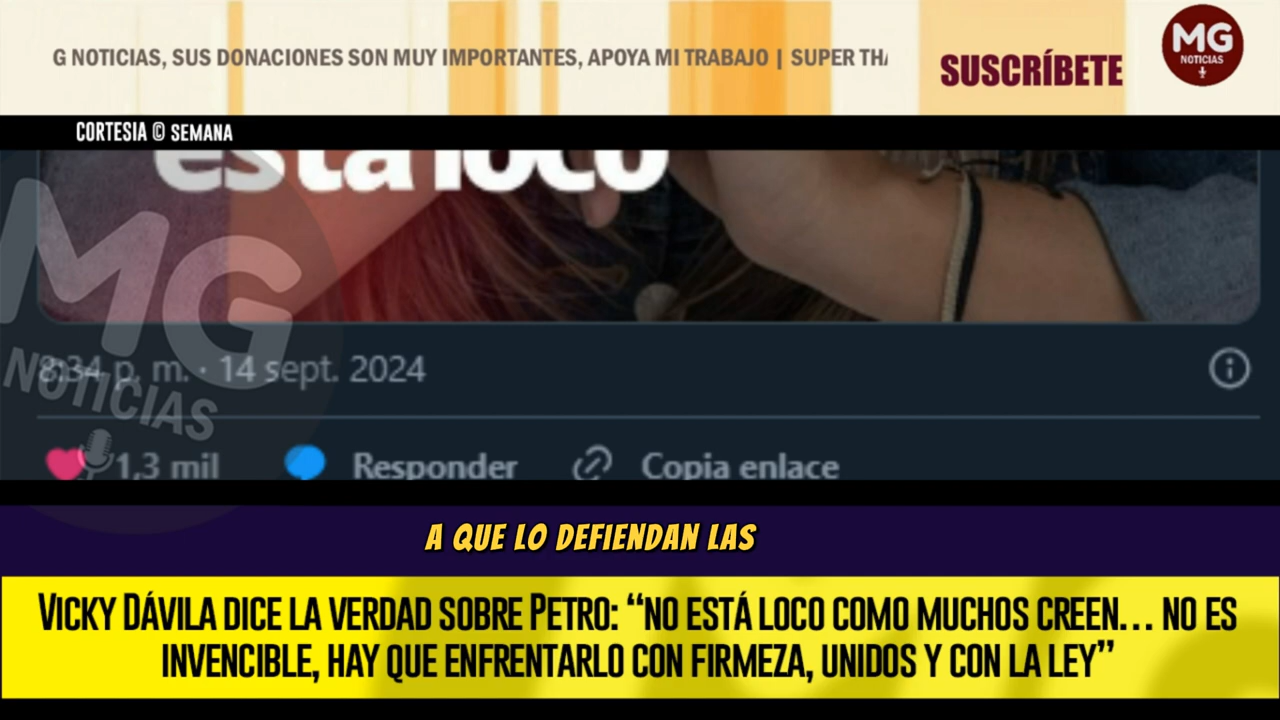 G NOTICIAS, SUS DONACIONES SON MUY IMPORTANTES, APOYA MI TRABAJO | SUPER THA
SUSCRÍBETE
MG
NOTICIAS
CORTESIA © SEMANA
está loco
MG
NOTICIAS
8:34 p. m. · 14 sept. 2024
1,3 mil
Responder
Copia enlace
A QUE LO DEFIENDAN LAS
VICKY DÁVILA DICE LA VERDAD SOBRE PETRO: “NO ESTÁ LOCO COMO MUCHOS CREEN... NO ES
INVENCIBLE, HAY QUE ENFRENTARLO CON FIRMEZA, UNIDOS Y CON LA LEY”